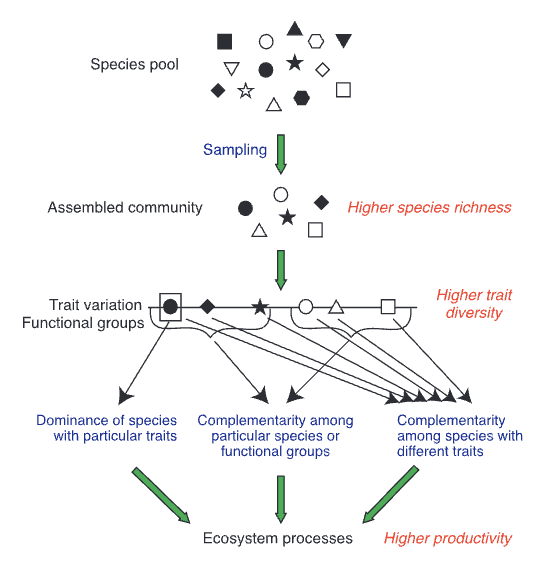 Species pool
Sampling
Assembled community
Higher species richness
Trait variation
Functional groups
Higher trait
diversity
Dominance of species
with particular traits
Complementarity among
particular species or
functional groups
Complementarity
among species with
different traits
Ecosystem processes
Higher productivity